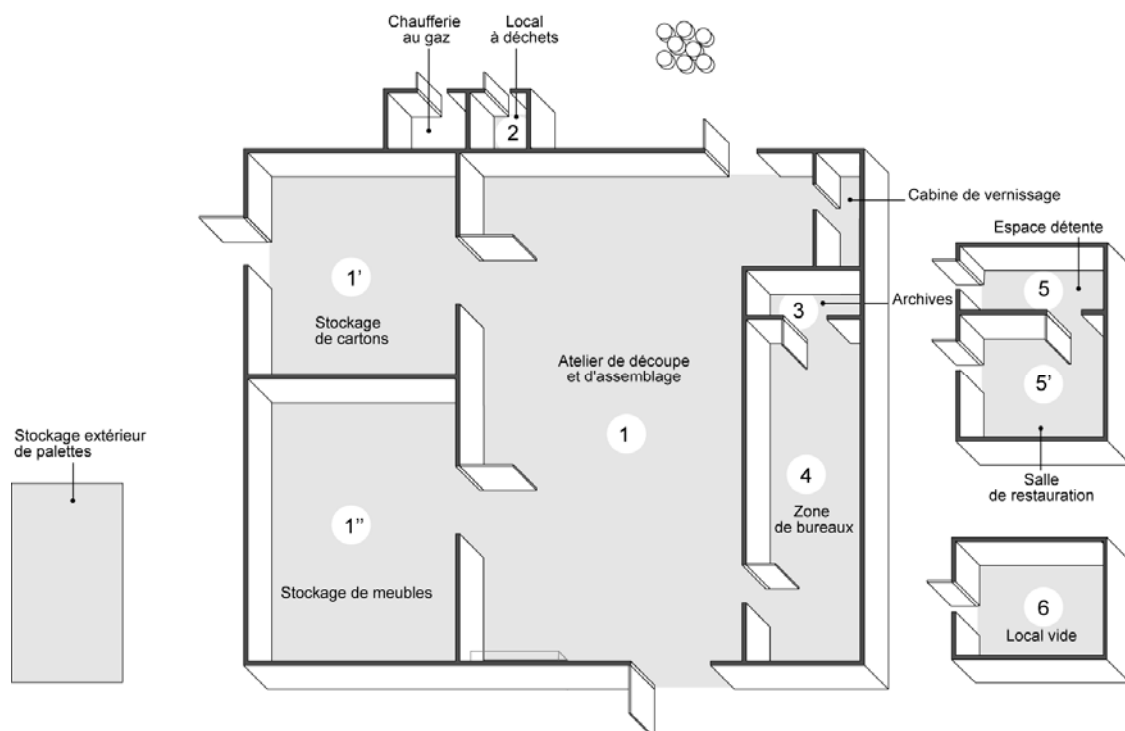 Chaufferie
au gaz
Local
à déchets
2
Cabine de vernissage
Espace détente
1'
Stockage
de cartons
3
Archives
5
Atelier de découpe
et d'assemblage
5'
1
Stockage extérieur
de palettes
4
Zone
de bureaux
Salle
de restauration
1''
Stockage de meubles
6
Local vide